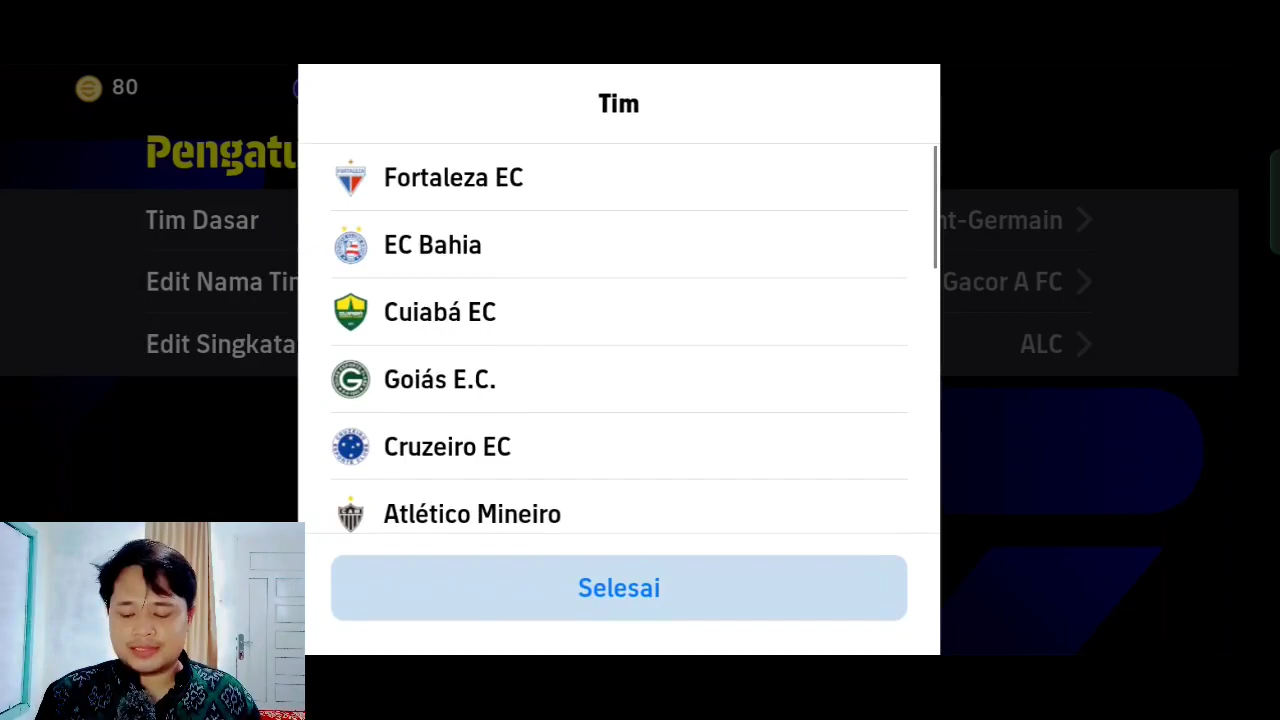 80
Tim
Pengatu
Fortaleza EC
Tim Dasar
nt-Germain
EC Bahia
Edit Nama Tin
Gacor A FC
Cuiabá EC
Edit Singkata
ALC
Goiás E.C.
Cruzeiro EC
Atlético Mineiro
Selesai